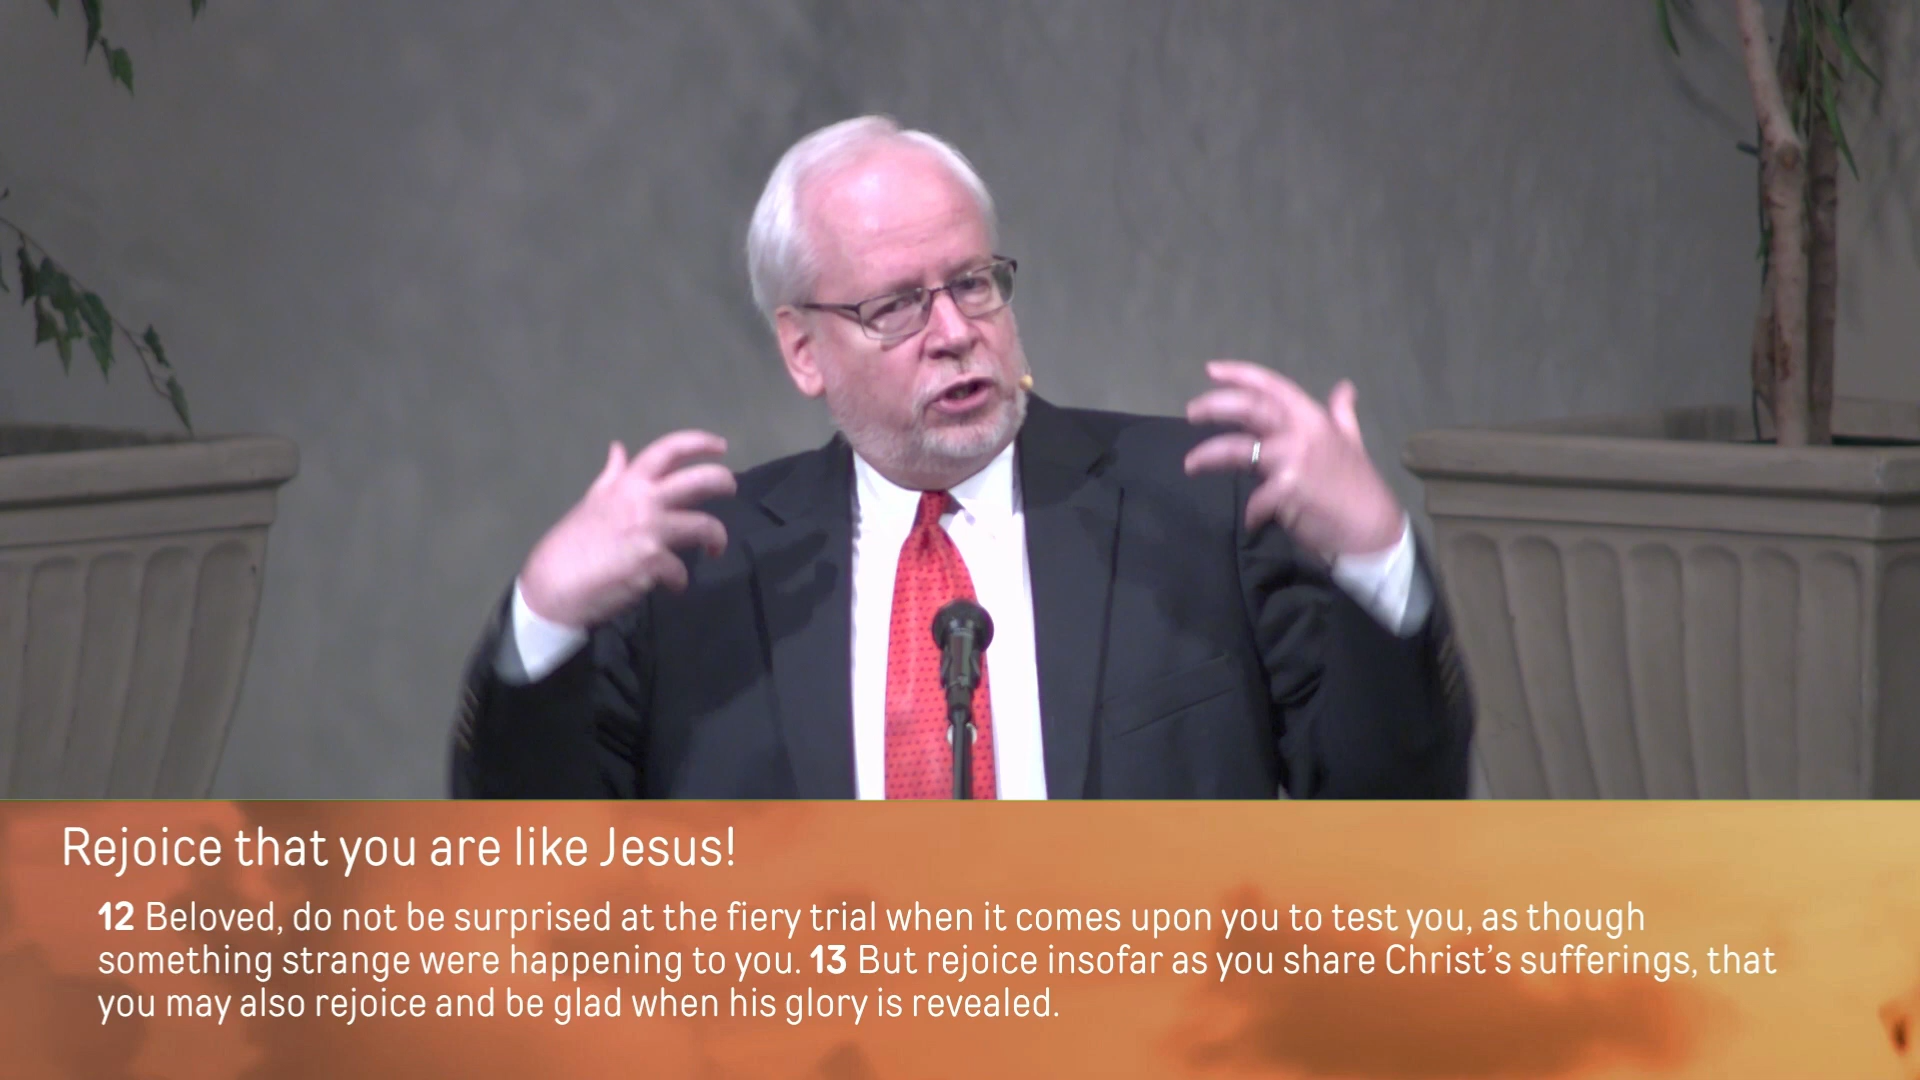 Rejoice that you are like Jesus!
12 Beloved, do not be surprised at the fiery trial when it comes upon you to test you, as though
something strange were happening to you. 13 But rejoice insofar as you share Christ’s sufferings, that
you may also rejoice and be glad when his glory is revealed.